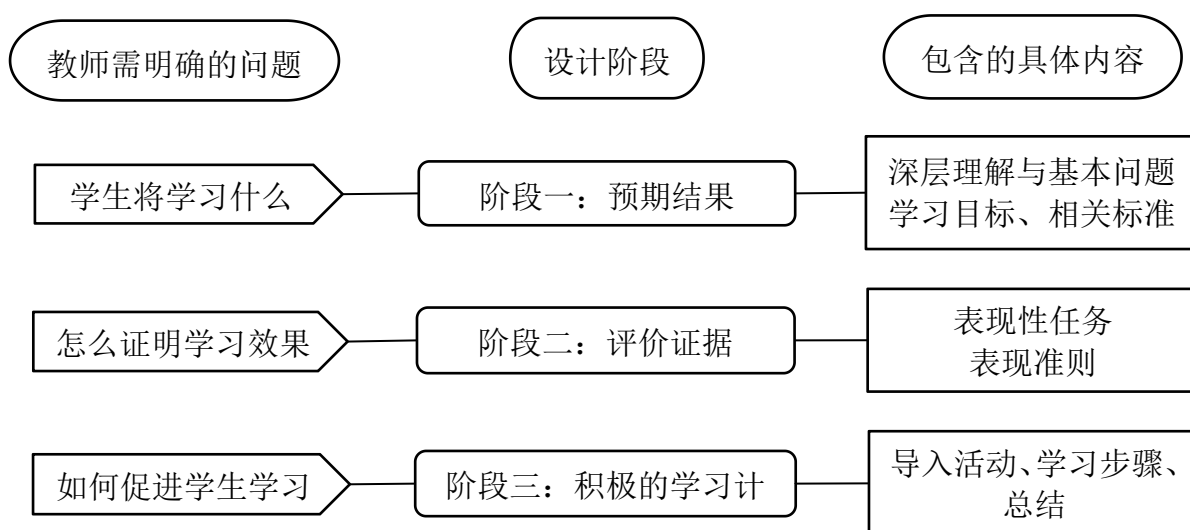 教师需明确的问题
设计阶段
包含的具体内容
学生将学习什么
阶段一：预期结果
深层理解与基本问题
学习目标、相关标准
怎么证明学习效果
阶段二：评价证据
表现性任务
表现准则
如何促进学生学习
阶段三：积极的学习计
导入活动、学习步骤、
总结